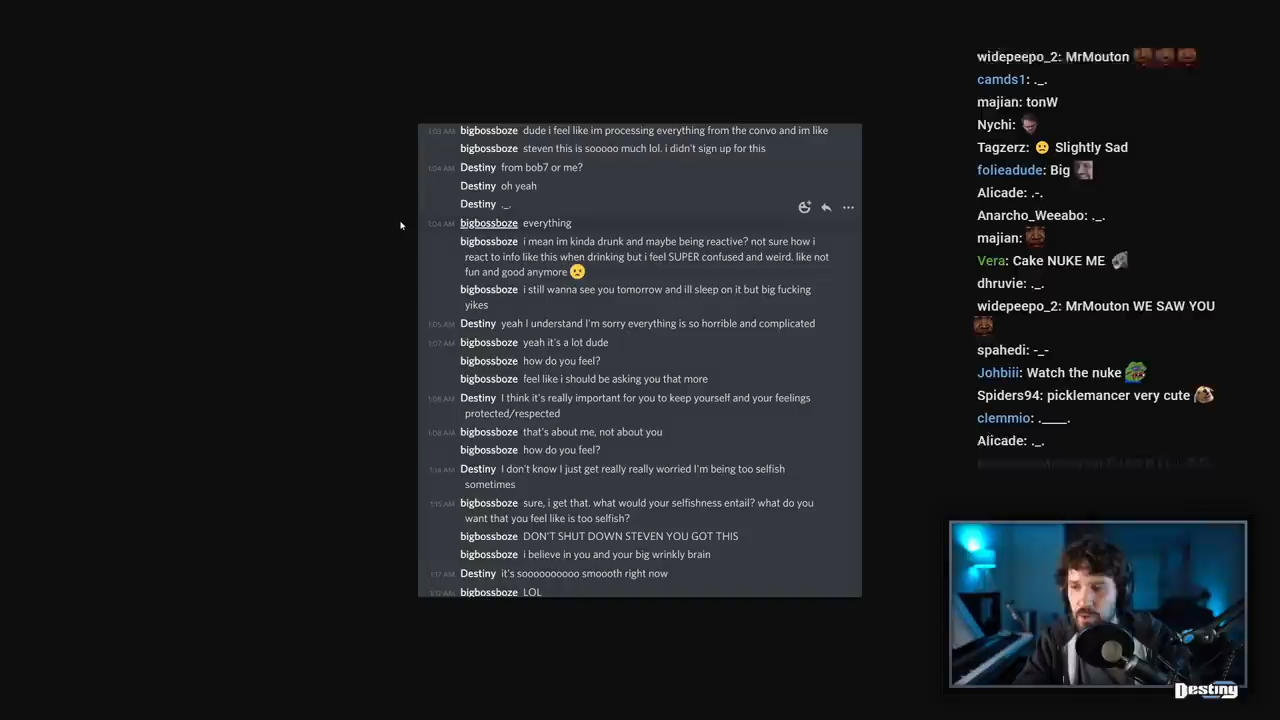 1:03 AM bigbossboze dude i feel like im processing everything from the convo and im like
bigbossboze steven this is sooooo much lol. i didn't sign up for this
1:04 AM Destiny from bob7 or me?
Destiny oh yeah
Destiny ._.
1:04 AM bigbossboze everything
bigbossboze i mean im kinda drunk and maybe being reactive? not sure how i
react to info like this when drinking but i feel SUPER confused and weird. like not
fun and good anymore
bigbossboze i still wanna see you tomorrow and ill sleep on it but big fucking
yikes
1:05 AM Destiny yeah I understand I'm sorry everything is so horrible and complicated
1:07 AM bigbossboze yeah it's a lot dude
bigbossboze how do you feel?
bigbossboze feel like i should be asking you that more
1:08 AM Destiny I think it's really important for you to keep yourself and your feelings
protected/respected
1:08 AM bigbossboze that's about me, not about you
bigbossboze how do you feel?
1:14 AM Destiny I don't know I just get really really worried I'm being too selfish
sometimes
1:15 AM bigbossboze sure, i get that. what would your selfishness entail? what do you
want that you feel like is too selfish?
bigbossboze DON'T SHUT DOWN STEVEN YOU GOT THIS
bigbossboze i believe in you and your big wrinkly brain
1:17 AM Destiny it's soooooooooo smoooth right now
1:17 AM bigbossboze LOL
widepeepo_2: MrMouton
camds1: ._.
majian: tonW
Nychi:
Tagzerz: Slightly Sad
folieadude: Big
Alicade: .-.
Anarcho_Weeabo: ._.
majian:
Vera: Cake NUKE ME
dhruvie: ._.
widepeepo_2: MrMouton WE SAW YOU
spahedi: -_-
Johbiii: Watch the nuke
Spiders94: picklemancer very cute
clemmio: .____.
Alicade: ._.
Destiny